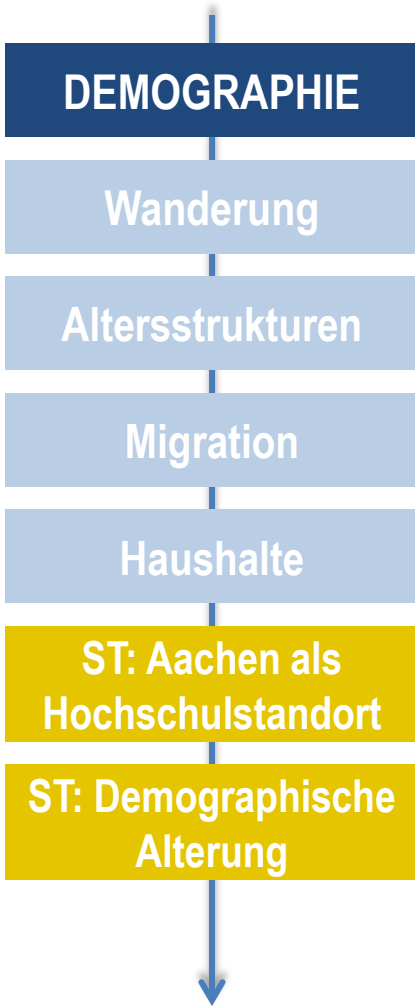 DEMOGRAPHIE
Wanderung
Altersstrukturen
Migration
Haushalte
ST: Aachen als
Hochschulstandort
ST: Demographische
Alterung